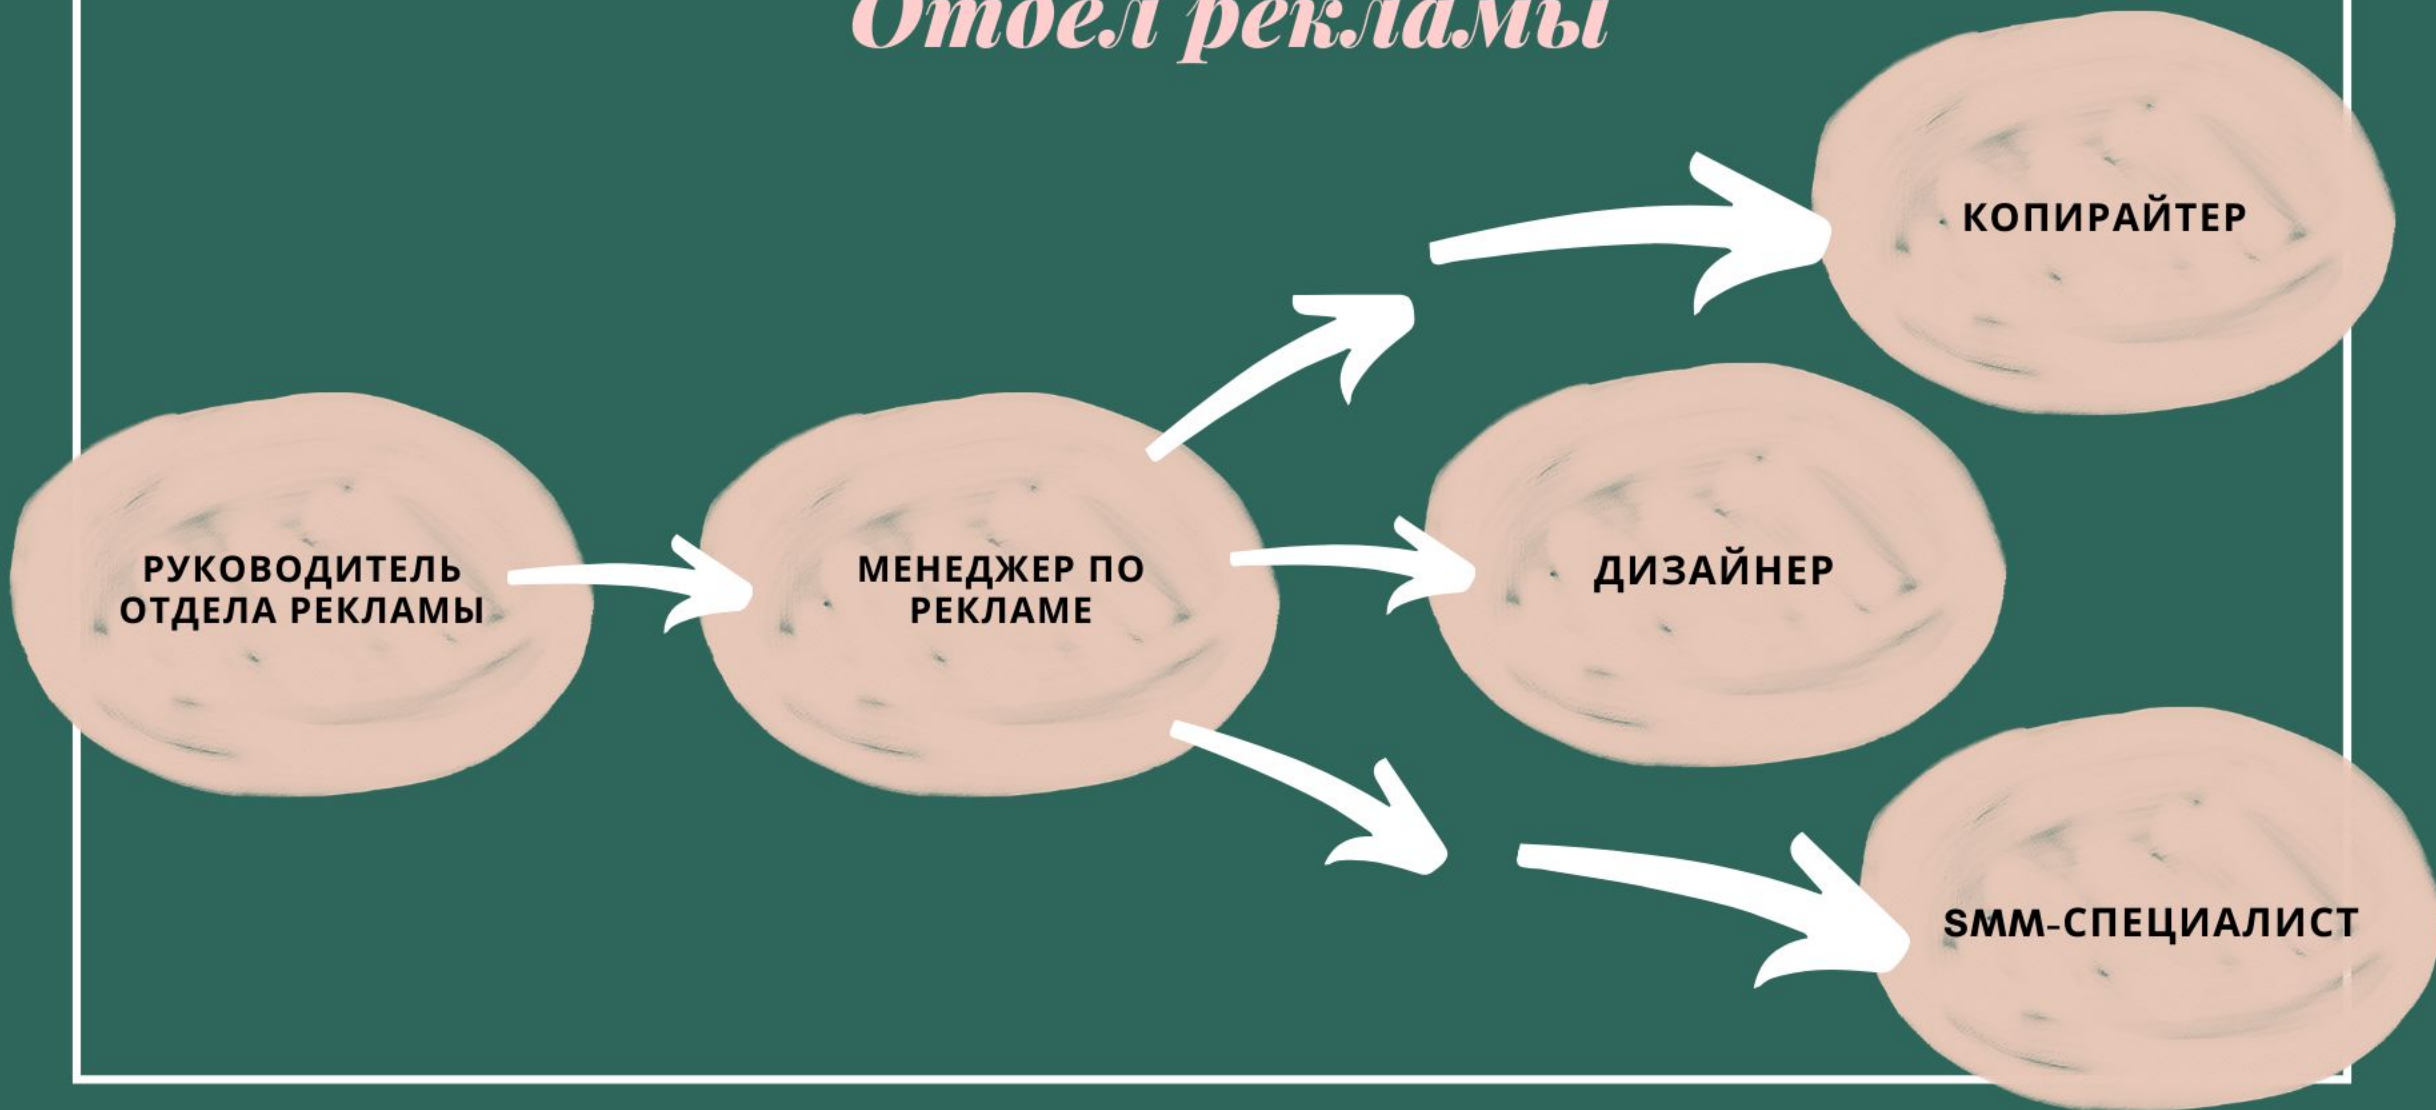 Отдел рекламы
КОПИРАЙТЕР
РУКОВОДИТЕЛЬ
ОТДЕЛА РЕКЛАМЫ
МЕНЕДЖЕР ПО
РЕКЛАМЕ
ДИЗАЙНЕР
SMM-СПЕЦИАЛИСТ